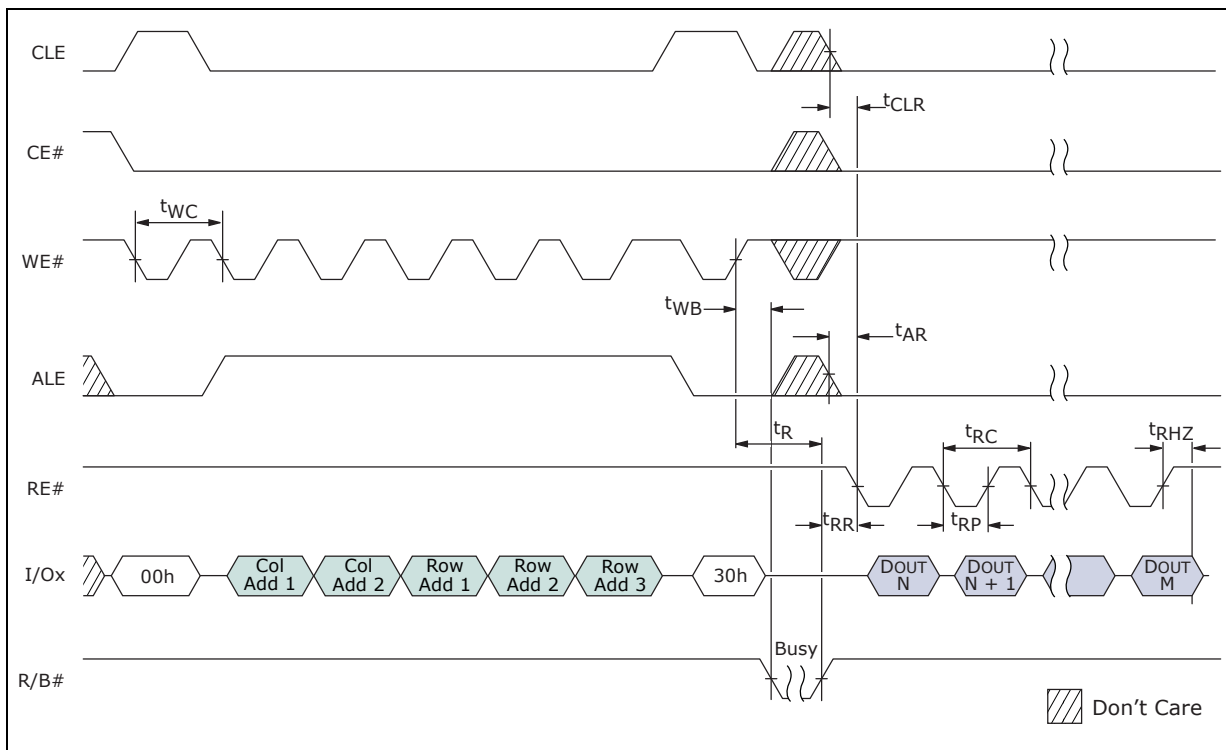 CLE
tCLR
CE#
tWC
WE#
tWB
tAR
ALE
tR
tRC
tRHZ
RE#
tRR
tRP
I/Ox
00h
Col
Add 1
Col
Add 2
Row
Add 1
Row
Add 2
Row
Add 3
30h
DOUT
N
DOUT
N + 1
DOUT
M
Busy
R/B#
Don't Care